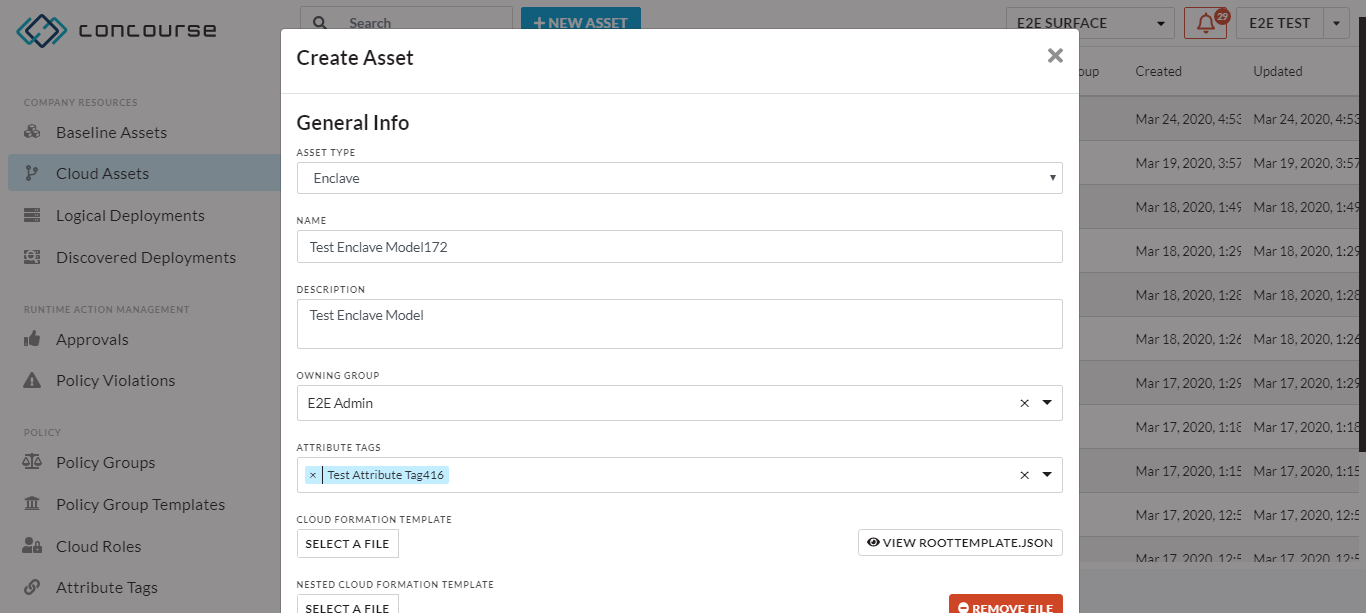 concourse
Search
+ NEW ASSET
E2E SURFACE
29
E2E TEST
COMPANY RESOURCES
Baseline Assets
Cloud Assets
Logical Deployments
Discovered Deployments
RUNTIME ACTION MANAGEMENT
Approvals
Policy Violations
POLICY
Policy Groups
Policy Group Templates
Cloud Roles
Attribute Tags
Create Asset
General Info
ASSET TYPE
Enclave
NAME
Test Enclave Model172
DESCRIPTION
Test Enclave Model
OWNING GROUP
E2E Admin
ATTRIBUTE TAGS
× Test Attribute Tag416
CLOUD FORMATION TEMPLATE
SELECT A FILE VIEW ROOTTEMPLATE.JSON
NESTED CLOUD FORMATION TEMPLATE
SELECT A FILE REMOVE FILE
oup Created Updated
Mar 24, 2020, 4:53 Mar 24, 2020, 4:53
Mar 19, 2020, 3:57 Mar 19, 2020, 3:57
Mar 18, 2020, 1:49 Mar 18, 2020, 1:49
Mar 18, 2020, 1:29 Mar 18, 2020, 1:29
Mar 18, 2020, 1:28 Mar 18, 2020, 1:28
Mar 18, 2020, 1:26 Mar 18, 2020, 1:26
Mar 17, 2020, 1:29 Mar 17, 2020, 1:29
Mar 17, 2020, 1:18 Mar 17, 2020, 1:18
Mar 17, 2020, 1:15 Mar 17, 2020, 1:15
Mar 17, 2020, 12:5 Mar 17, 2020, 12:5
Mar 17, 2020, 12:5 Mar 17, 2020, 12:5